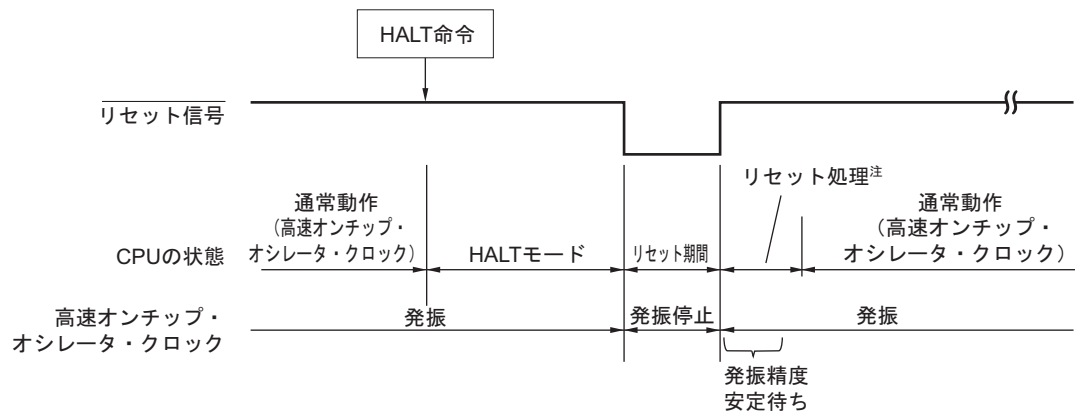 HALT命令
リセット信号
リセット処理注
通常動作
(高速オンチップ・
オシレータ・クロック)
通常動作
(高速オンチップ・
オシレータ・クロック)
CPUの状態
HALTモード
リセット期間
高速オンチップ・
オシレータ・クロック
発振
発振停止
発振
発振精度
安定待ち